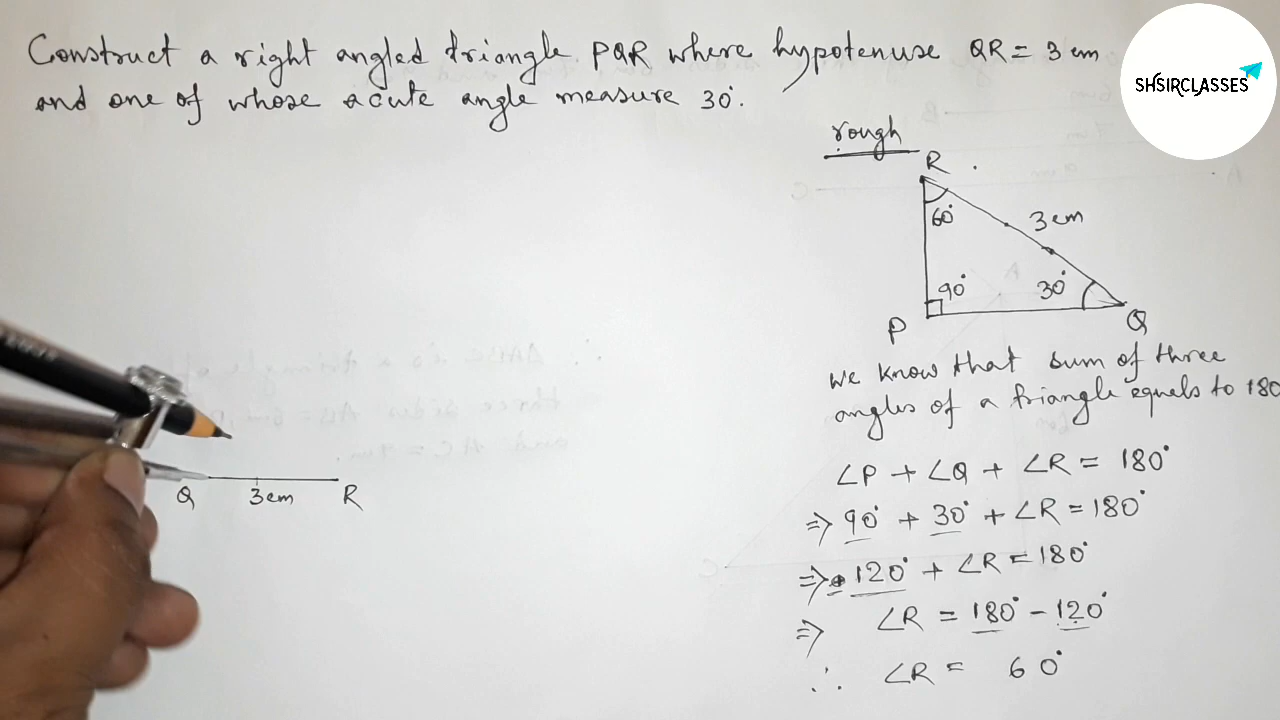 Construct a right angled triangle PQR where hypotenuse QR = 3 cm
and one of whose acute angle measure 30°.
SHSIRCLASSES
rough
R
60°
3 cm
90°
30°
P
Q
we know that sum of three
angles of a triangle equals to 180
∠P + ∠Q + ∠R = 180°
⇒ 90° + 30° + ∠R = 180°
⇒ 120° + ∠R = 180°
⇒ ∠R = 180° - 120°
∴ ∠R = 60°
Q 3 cm R